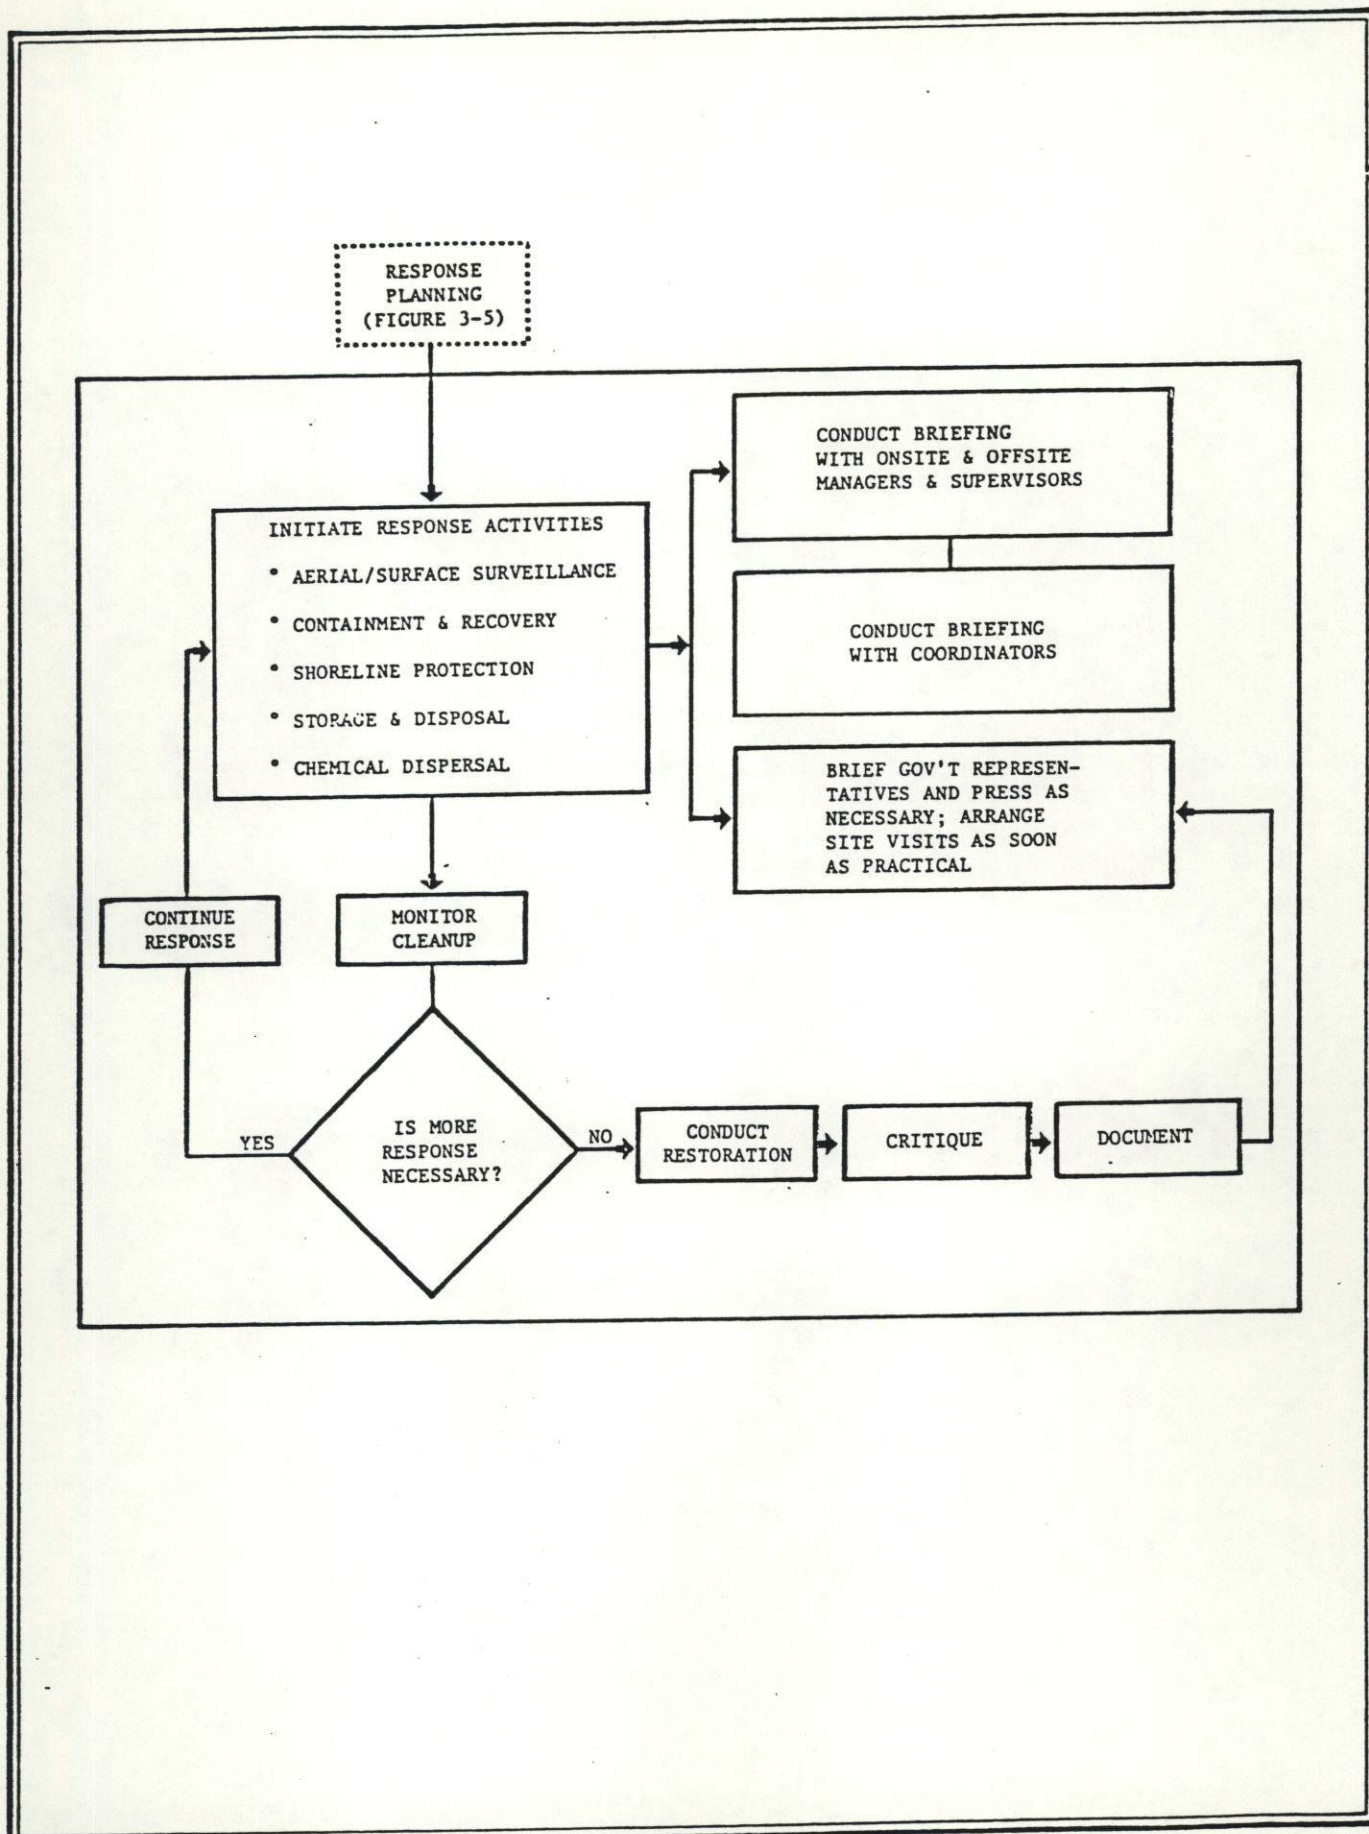 RESPONSE
PLANNING
(FIGURE 3-5)
INITIATE RESPONSE ACTIVITIES
• AERIAL/SURFACE SURVEILLANCE
• CONTAINMENT & RECOVERY
• SHORELINE PROTECTION
• STORAGE & DISPOSAL
• CHEMICAL DISPERSAL
CONDUCT BRIEFING
WITH ONSITE & OFFSITE
MANAGERS & SUPERVISORS
CONDUCT BRIEFING
WITH COORDINATORS
BRIEF GOV'T REPRESEN-
TATIVES AND PRESS AS
NECESSARY; ARRANGE
SITE VISITS AS SOON
AS PRACTICAL
CONTINUE
RESPONSE
MONITOR
CLEANUP
YES
IS MORE
RESPONSE
NECESSARY?
NO
CONDUCT
RESTORATION
CRITIQUE
DOCUMENT